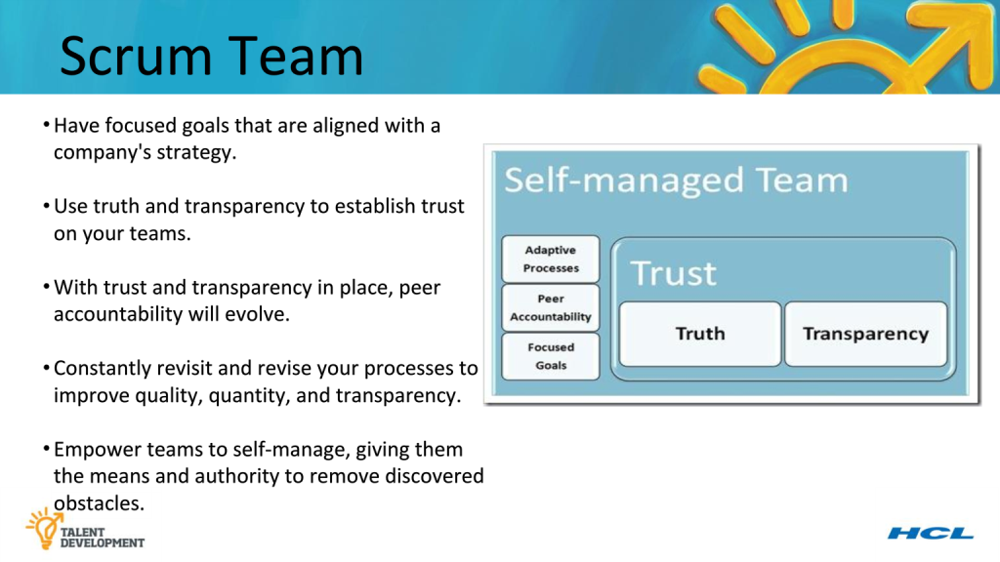 Scrum Team
•Have focused goals that are aligned with a
company's strategy.
•Use truth and transparency to establish trust
on your teams.
•With trust and transparency in place, peer
accountability will evolve.
•Constantly revisit and revise your processes to
improve quality, quantity, and transparency.
•Empower teams to self-manage, giving them
the means and authority to remove discovered
obstacles.
Self-managed Team
Adaptive
Processes
Peer
Accountability
Focused
Goals
Trust
Truth
Transparency
TALENT
DEVELOPMENT
HCL